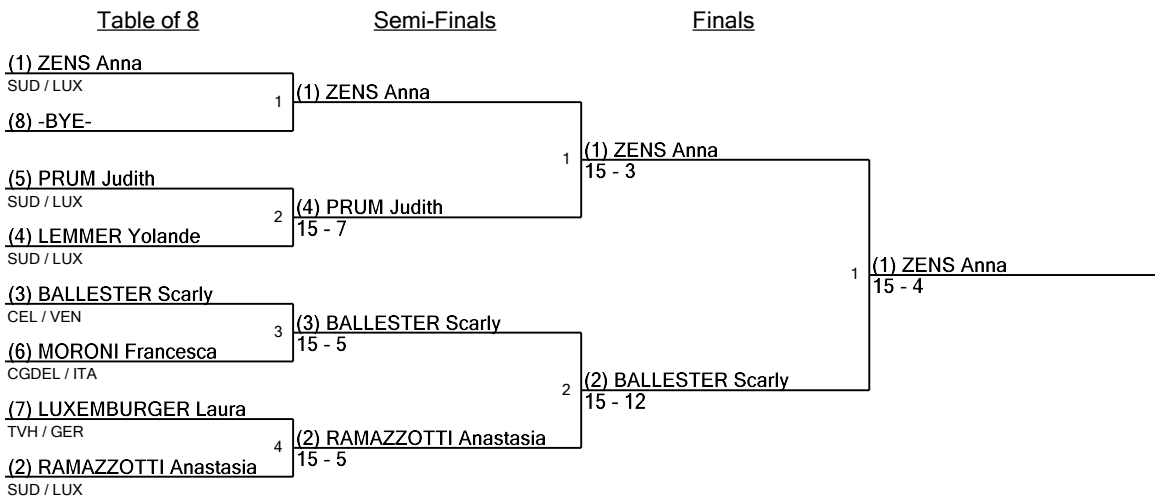 Table of 8
Semi-Finals
Finals
(1) ZENS Anna
SUD / LUX
(8) -BYE-
(5) PRUM Judith
SUD / LUX
(4) LEMMER Yolande
SUD / LUX
(3) BALLESTER Scarly
CEL / VEN
(6) MORONI Francesca
CGDEL / ITA
(7) LUXEMBURGER Laura
TVH / GER
(2) RAMAZZOTTI Anastasia
SUD / LUX
1
(1) ZENS Anna
2
(4) PRUM Judith
15 - 7
3
(3) BALLESTER Scarly
15 - 5
4
(2) RAMAZZOTTI Anastasia
15 - 5
1
(1) ZENS Anna
15 - 3
2
(2) BALLESTER Scarly
15 - 12
1
(1) ZENS Anna
15 - 4